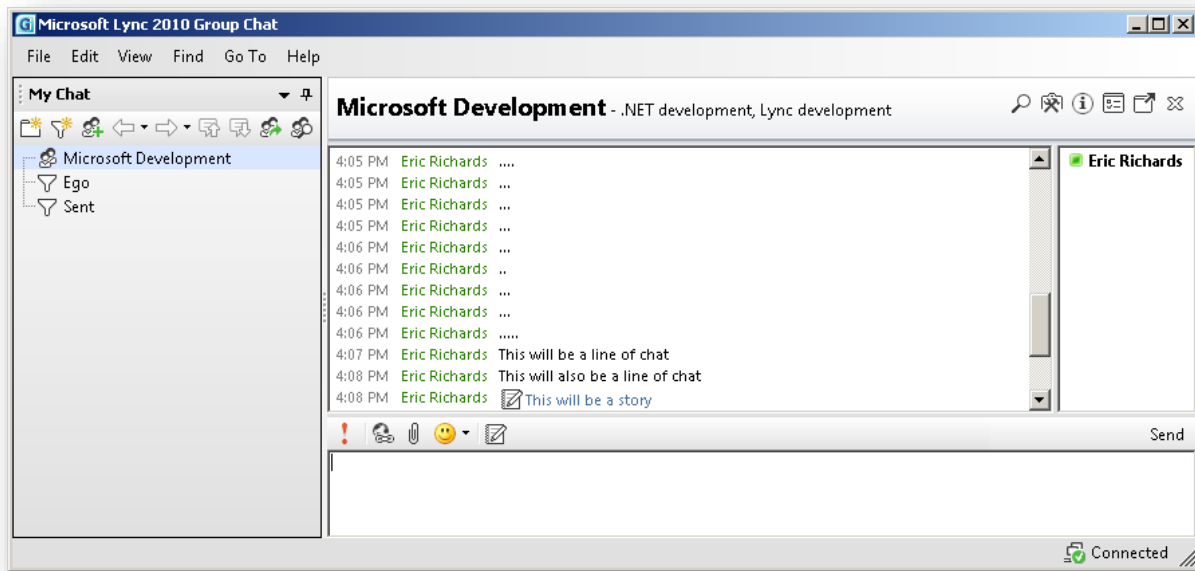 Microsoft Lync 2010 Group Chat
File Edit View Find Go To Help
My Chat
Microsoft Development
Ego
Sent
Microsoft Development - .NET development, Lync development
4:05 PM Eric Richards ....
4:05 PM Eric Richards ...
4:05 PM Eric Richards ...
4:05 PM Eric Richards ...
4:06 PM Eric Richards ...
4:06 PM Eric Richards ..
4:06 PM Eric Richards ...
4:06 PM Eric Richards ...
4:06 PM Eric Richards .....
4:07 PM Eric Richards This will be a line of chat
4:08 PM Eric Richards This will also be a line of chat
4:08 PM Eric Richards This will be a story
Eric Richards
Send
Connected